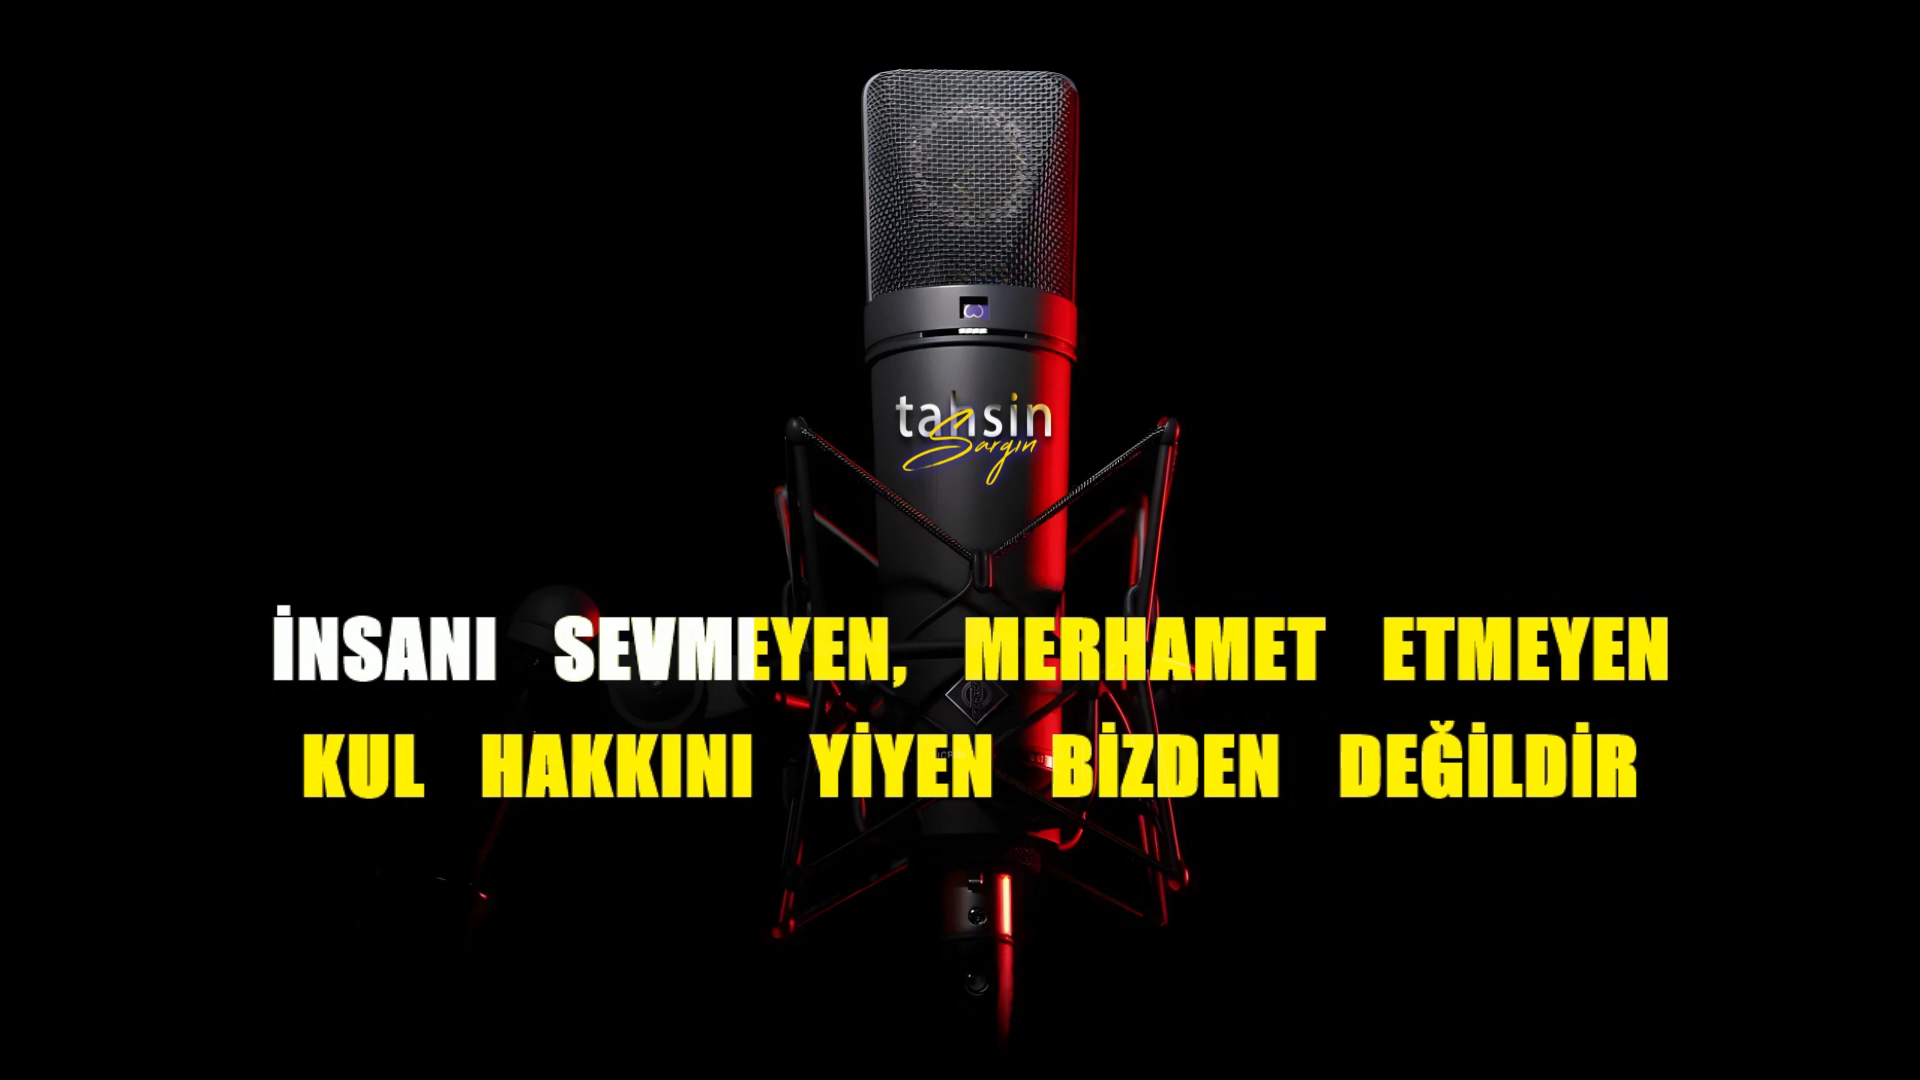 tahsin
Sargın
İNSANI SEVMEYEN, MERHAMET ETMEYEN
KUL HAKKINI YİYEN BİZDEN DEĞİLDİR